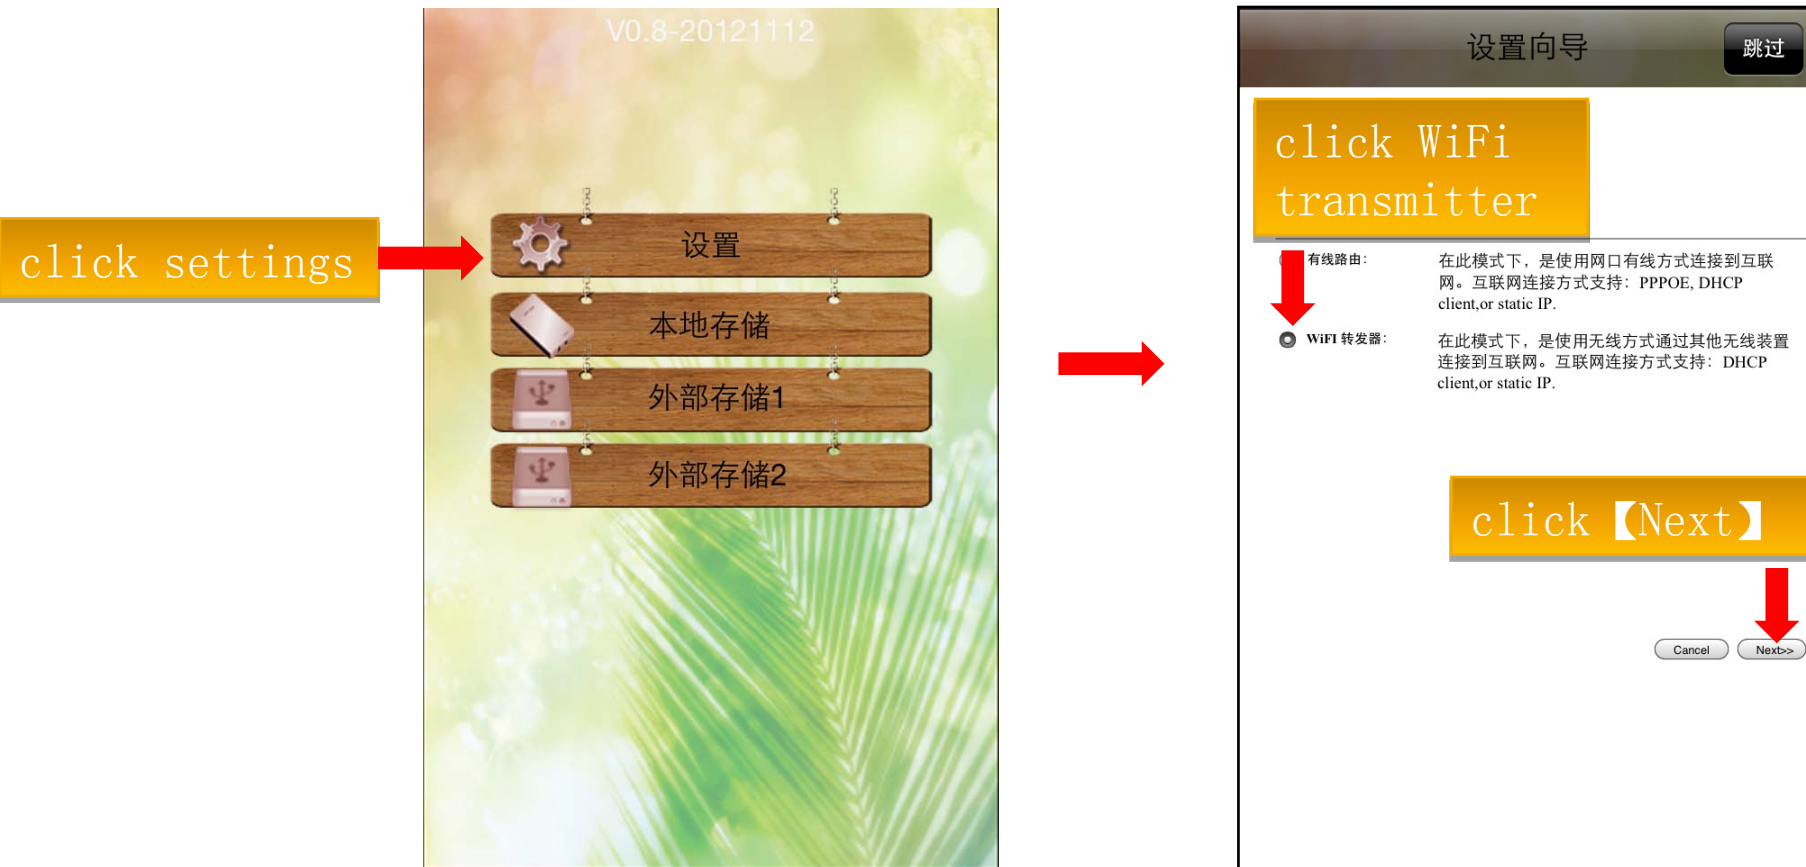 V0.8-20121112
click settings
设置
本地存储
外部存储1
外部存储2
设置向导
跳过
click WiFi
transmitter
有线路由:
在此模式下，是使用网口有线方式连接到互联
网。互联网连接方式支持：PPPOE, DHCP
client,or static IP.
WiFI 转发器:
在此模式下，是使用无线方式通过其他无线装置
连接到互联网。互联网连接方式支持：DHCP
client,or static IP.
click【Next】
Cancel
Next>>